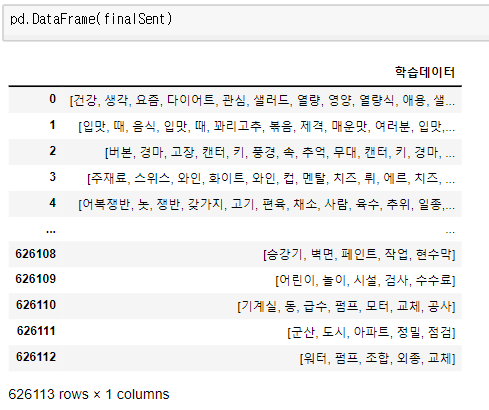 pd.DataFrame(finalSent)
학습데이터
0 [건강, 생각, 요즘, 다이어트, 관심, 샐러드, 열량, 영양, 열량식, 애용, 샐...
1 [입맛, 때, 음식, 입맛, 때, 꽈리고추, 볶음, 제격, 매운맛, 여러분, 입맛,...
2 [버본, 경마, 고장, 캔터, 키, 풍경, 속, 추억, 무대, 캔터, 키, 경마, ...
3 [주재료, 스위스, 와인, 화이트, 와인, 컵, 멘탈, 치즈, 뤼, 에르, 치즈, ...
4 [어복쟁반, 놋, 쟁반, 갖가지, 고기, 편육, 채소, 사람, 육수, 추위, 일종,...
... ...
626108 [승강기, 벽면, 페인트, 작업, 현수막]
626109 [어린이, 놀이, 시설, 검사, 수수료]
626110 [기계실, 동, 급수, 펌프, 모터, 교체, 공사]
626111 [군산, 도시, 아파트, 정밀, 점검]
626112 [워터, 펌프, 조합, 외종, 교체]
626113 rows × 1 columns